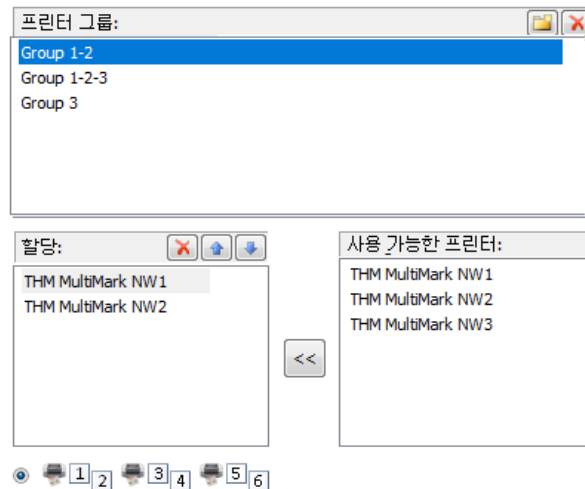 프린터 그룹:
Group 1-2
Group 1-2-3
Group 3
할당:
THM MultiMark NW1
THM MultiMark NW2
<<
사용 가능한 프린터:
THM MultiMark NW1
THM MultiMark NW2
THM MultiMark NW3
1 2 3 4 5 6